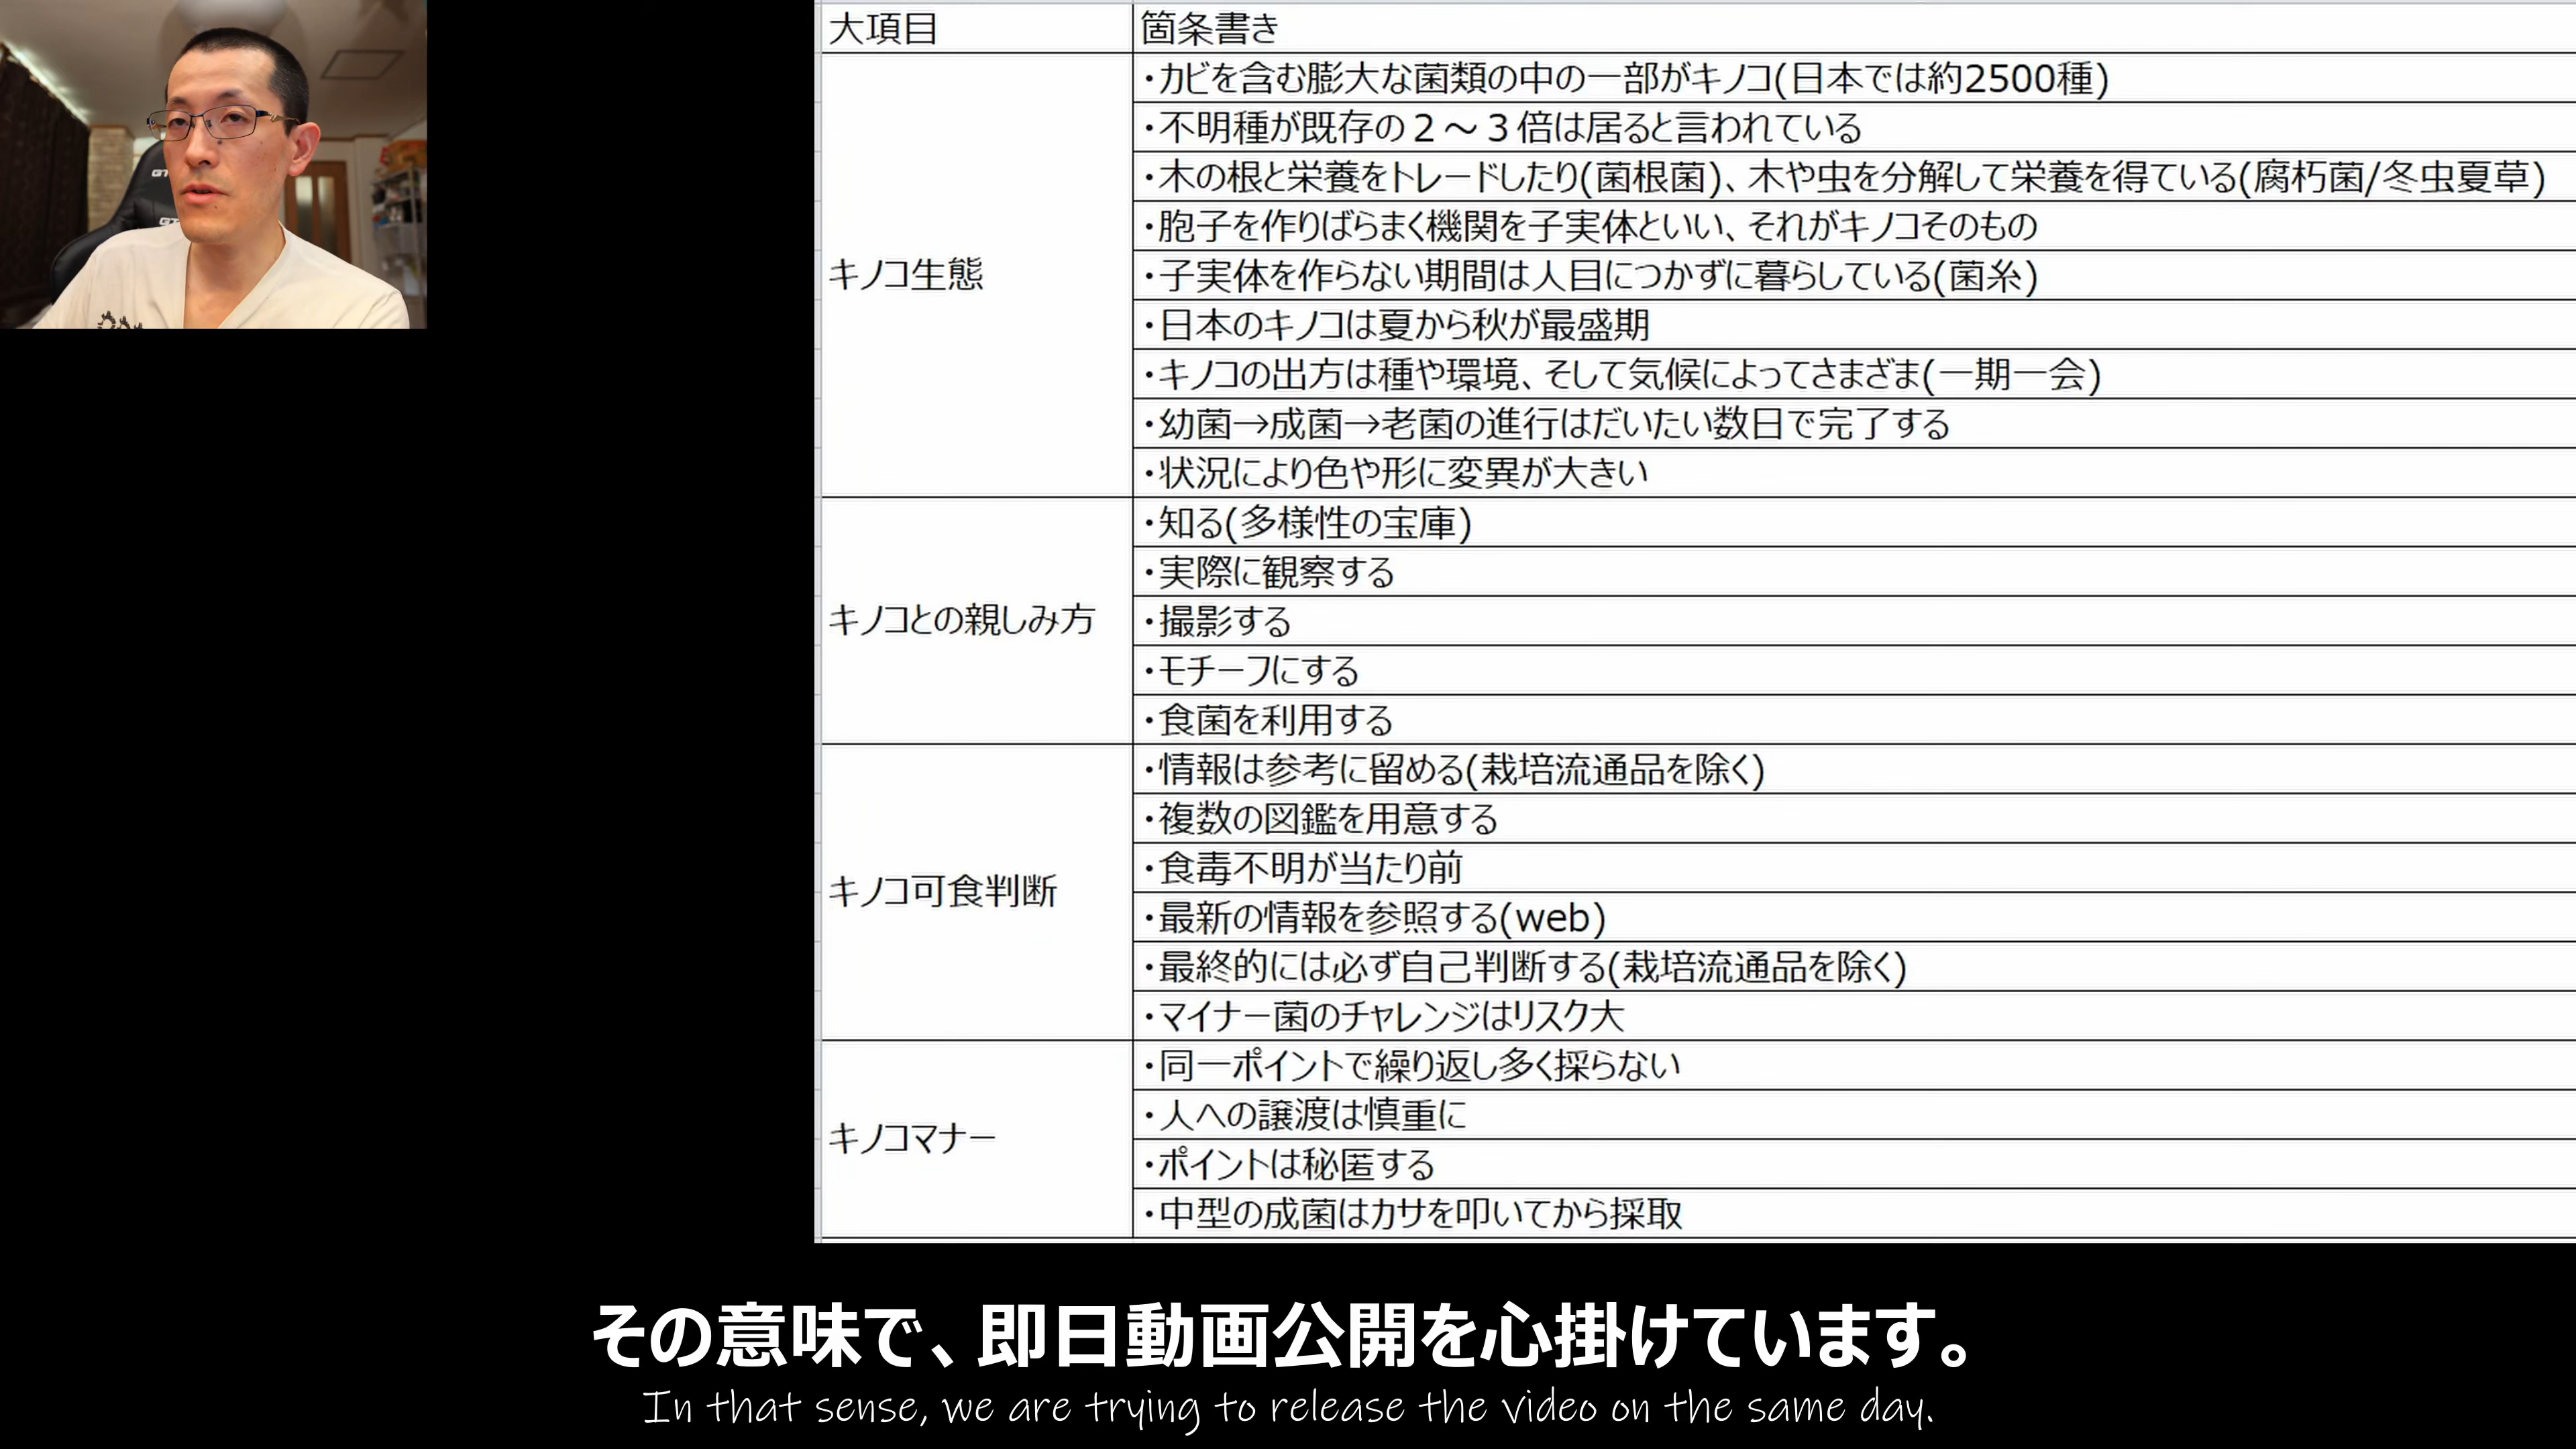 大項目
箇条書き
キノコ生態
・カビを含む膨大な菌類の中の一部がキノコ(日本では約2500種)
・不明種が既存の２～３倍は居ると言われている
・木の根と栄養をトレードしたり(菌根菌)、木や虫を分解して栄養を得ている(腐朽菌/冬虫夏草)
・胞子を作りばらまく機関を子実体といい、それがキノコそのもの
・子実体を作らない期間は人目につかずに暮らしている(菌糸)
・日本のキノコは夏から秋が最盛期
・キノコの出方は種や環境、そして気候によってさまざま(一期一会)
・幼菌→成菌→老菌の進行はだいたい数日で完了する
・状況により色や形に変異が大きい
キノコとの親しみ方
・知る(多様性の宝庫)
・実際に観察する
・撮影する
・モチーフにする
・食菌を利用する
キノコ可食判断
・情報は参考に留める(栽培流通品を除く)
・複数の図鑑を用意する
・食毒不明が当たり前
・最新の情報を参照する(web)
・最終的には必ず自己判断する(栽培流通品を除く)
・マイナー菌のチャレンジはリスク大
キノコマナー
・同一ポイントで繰り返し多く採らない
・人への譲渡は慎重に
・ポイントは秘匿する
・中型の成菌はカサを叩いてから採取
その意味で、即日動画公開を心掛けています。
In that sense, we are trying to release the video on the same day.